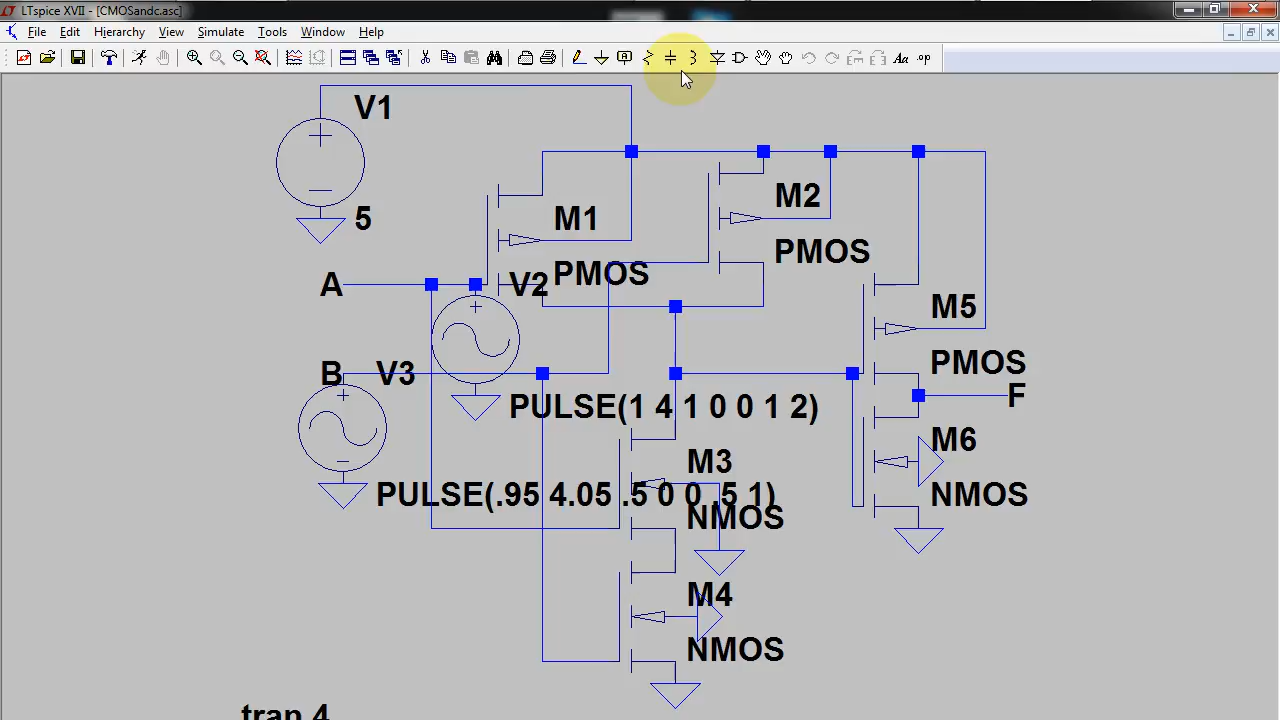 LTspice XVII - [CMOSandc.asc]
File Edit Hierarchy View Simulate Tools Window Help
Aa .op
V1
5
M1
PMOS
M2
PMOS
A
V2
M5
PMOS
B
V3
F
PULSE(1 4 1 0 0 1 2)
M3
NMOS
M6
NMOS
PULSE(.95 4.05 .5 0 0 .5 1)
M4
NMOS